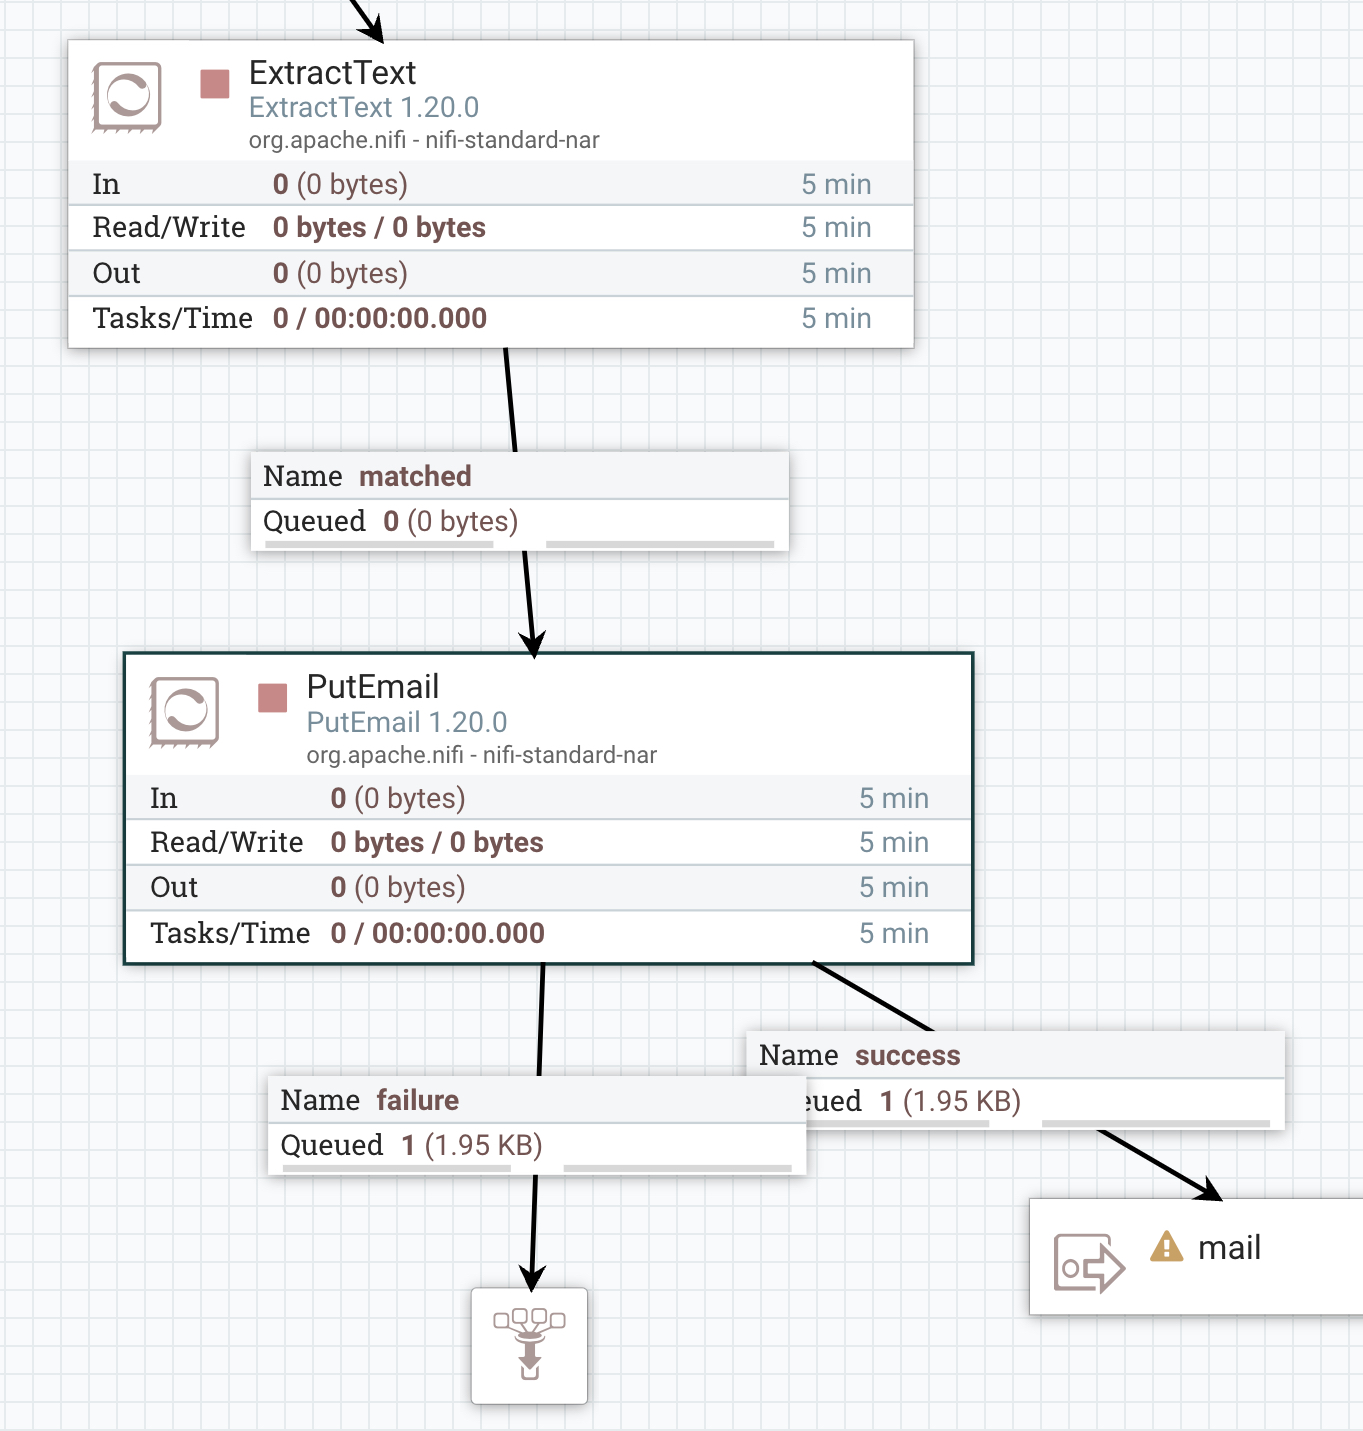 ExtractText
ExtractText 1.20.0
org.apache.nifi - nifi-standard-nar
In 0 (0 bytes) 5 min
Read/Write 0 bytes / 0 bytes 5 min
Out 0 (0 bytes) 5 min
Tasks/Time 0 / 00:00:00.000 5 min
Name matched
Queued 0 (0 bytes)
PutEmail
PutEmail 1.20.0
org.apache.nifi - nifi-standard-nar
In 0 (0 bytes) 5 min
Read/Write 0 bytes / 0 bytes 5 min
Out 0 (0 bytes) 5 min
Tasks/Time 0 / 00:00:00.000 5 min
Name success
1 (1.95 KB)
Name failure
Queued 1 (1.95 KB)
mail